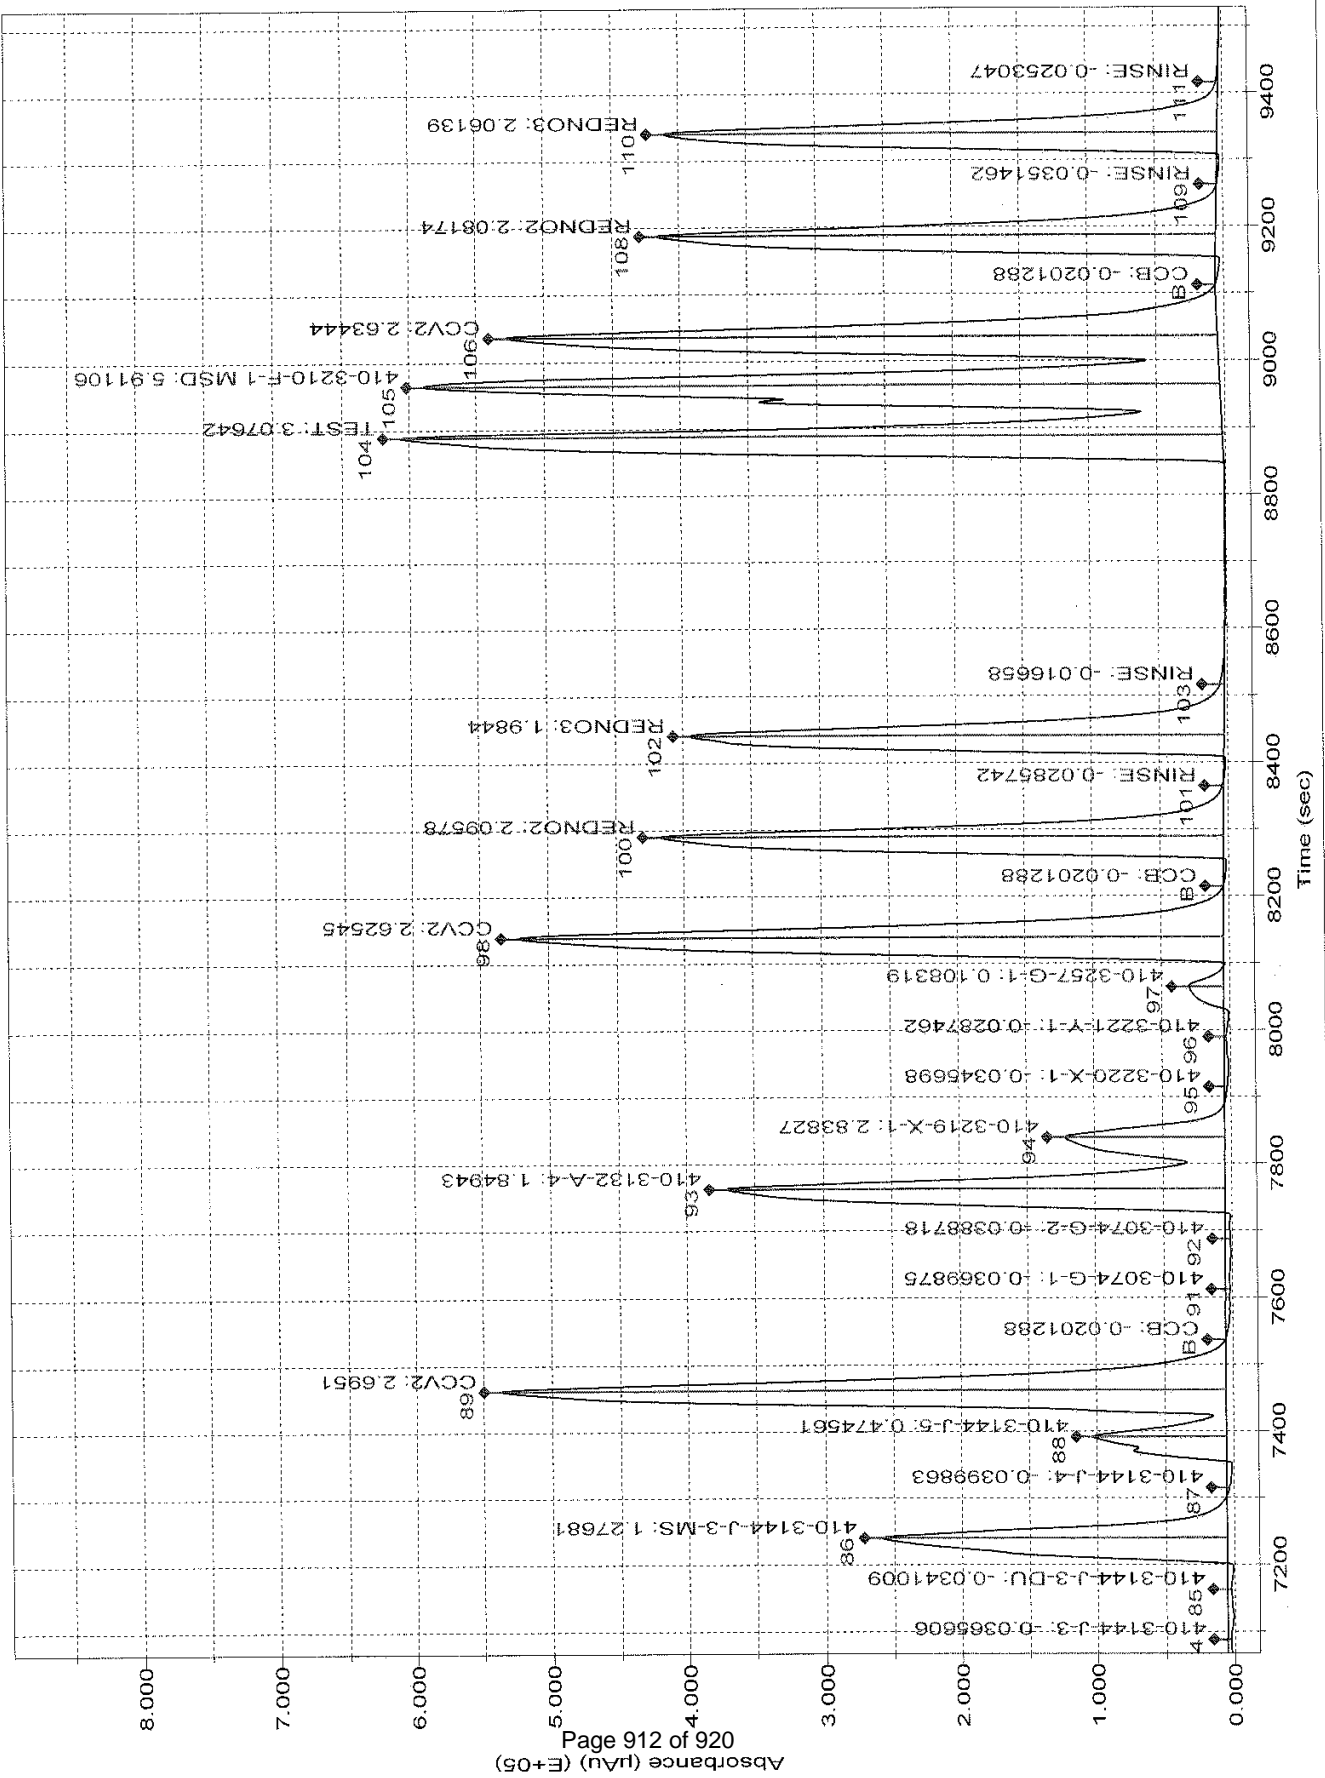 8.000
7.000
6.000
5.000
4.000
3.000
2.000
1.000
0.000
Absorbance (µAu) (E+05)
4
410-3144-J-3: -0.0365606
85
410-3144-J-3-DU: -0.0341009
86
410-3144-J-3-MS: 1.27681
87
410-3144-J-4: -0.0399863
88
410-3144-J-5: 0.474561
89
CCV2: 2.6951
B
CCB: -0.0201288
91
410-3074-G-1: -0.0369875
92
410-3074-G-2: -0.0388718
93
410-3132-A-4: 1.84943
94
410-3219-X-1: 2.83827
95
410-3220-X-1: -0.0345698
96
410-3221-Y-1: -0.0287462
97
410-3257-G-1: 0.108319
98
CCV2: 2.62545
B
CCB: -0.0201288
100
REDNO2: 2.09578
101
RINSE: -0.0285742
102
REDNO3: 1.9844
103
RINSE: -0.016658
104
TEST: 3.07642
105
410-3210-F-1 MSD: 5.91106
106
CCV2: 2.63444
B
CCB: -0.0201288
108
REDNO2: 2.08174
109
RINSE: -0.0351462
110
REDNO3: 2.06139
111
RINSE: -0.0253047
7200
7400
7600
7800
8000
8200
8400
8600
8800
9000
9200
9400
Time (sec)
Page 912 of 920